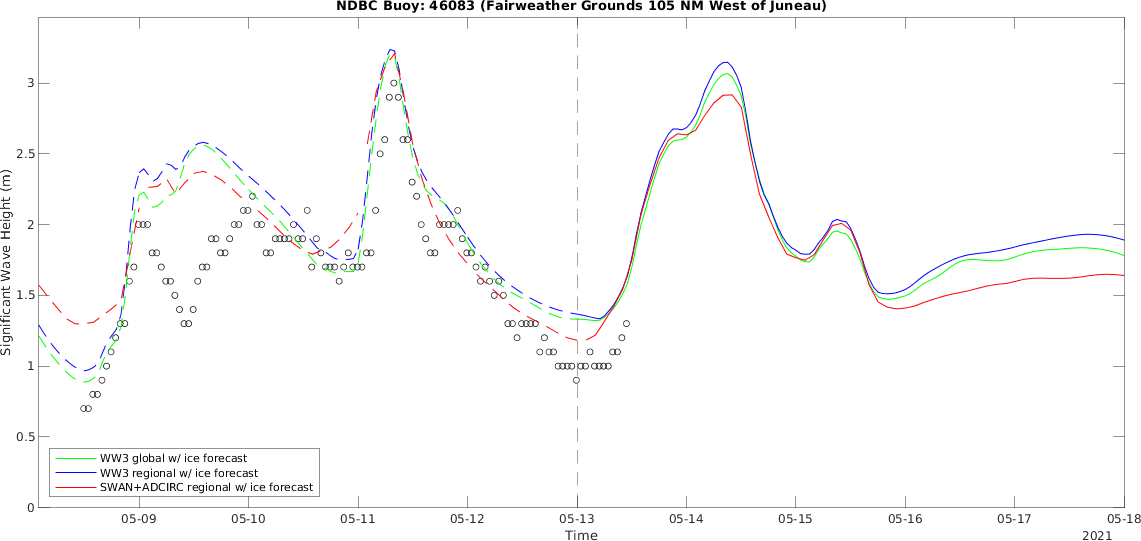 NDBC Buoy: 46083 (Fairweather Grounds 105 NM West of Juneau)
Significant Wave Height (m)
3
2.5
2
1.5
1
0.5
0
WW3 global w/ ice forecast
WW3 regional w/ ice forecast
SWAN+ADCIRC regional w/ ice forecast
05-09 05-10 05-11 05-12 05-13 05-14 05-15 05-16 05-17 05-18
Time
2021